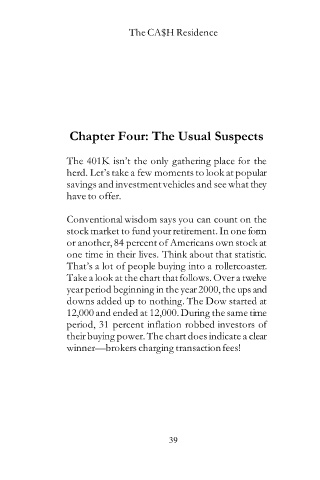 The CA$H Residence
Chapter Four: The Usual Suspects
The 401K isn't the only gathering place for the
herd. Let's take a few moments to look at popular
savings and investment vehicles and see what they
have to offer.
Conventional wisdom says you can count on the
stock market to fund your retirement. In one form
or another, 84 percent of Americans own stock at
one time in their lives. Think about that statistic.
That's a lot of people buying into a rollercoaster.
Take a look at the chart that follows. Over a twelve
year period beginning in the year 2000, the ups and
downs added up to nothing. The Dow started at
12,000 and ended at 12,000. During the same time
period, 31 percent inflation robbed investors of
their buying power. The chart does indicate a clear
winner—brokers charging transaction fees!
39